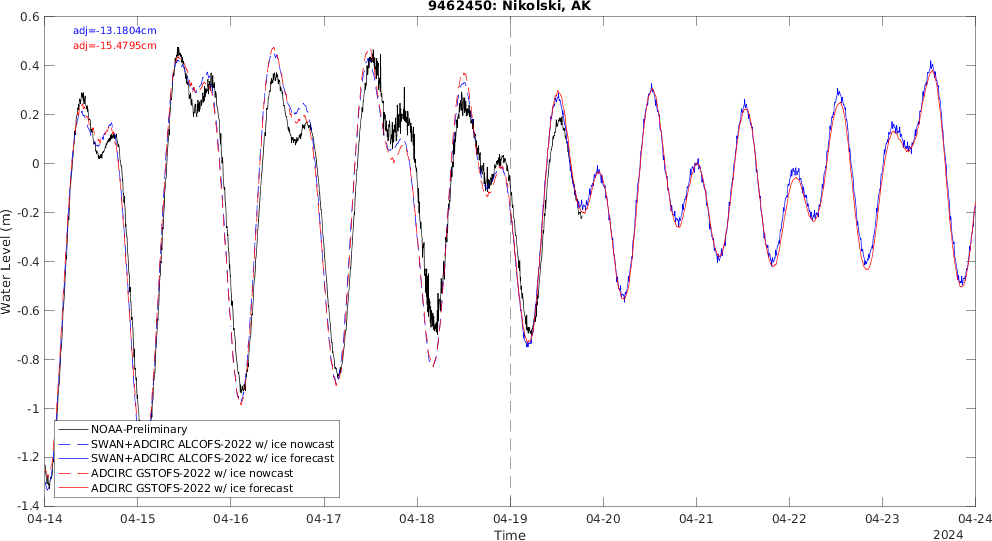 9462450: Nikolski, AK
adj=-13.1804cm
adj=-15.4795cm
Water Level (m)
0.6
0.4
0.2
0
-0.2
-0.4
-0.6
-0.8
-1
-1.2
-1.4
NOAA-Preliminary
SWAN+ADCIRC ALCOFS-2022 w/ ice nowcast
SWAN+ADCIRC ALCOFS-2022 w/ ice forecast
ADCIRC GSTOFS-2022 w/ ice nowcast
ADCIRC GSTOFS-2022 w/ ice forecast
04-14 04-15 04-16 04-17 04-18 04-19 04-20 04-21 04-22 04-23 04-24
Time
2024